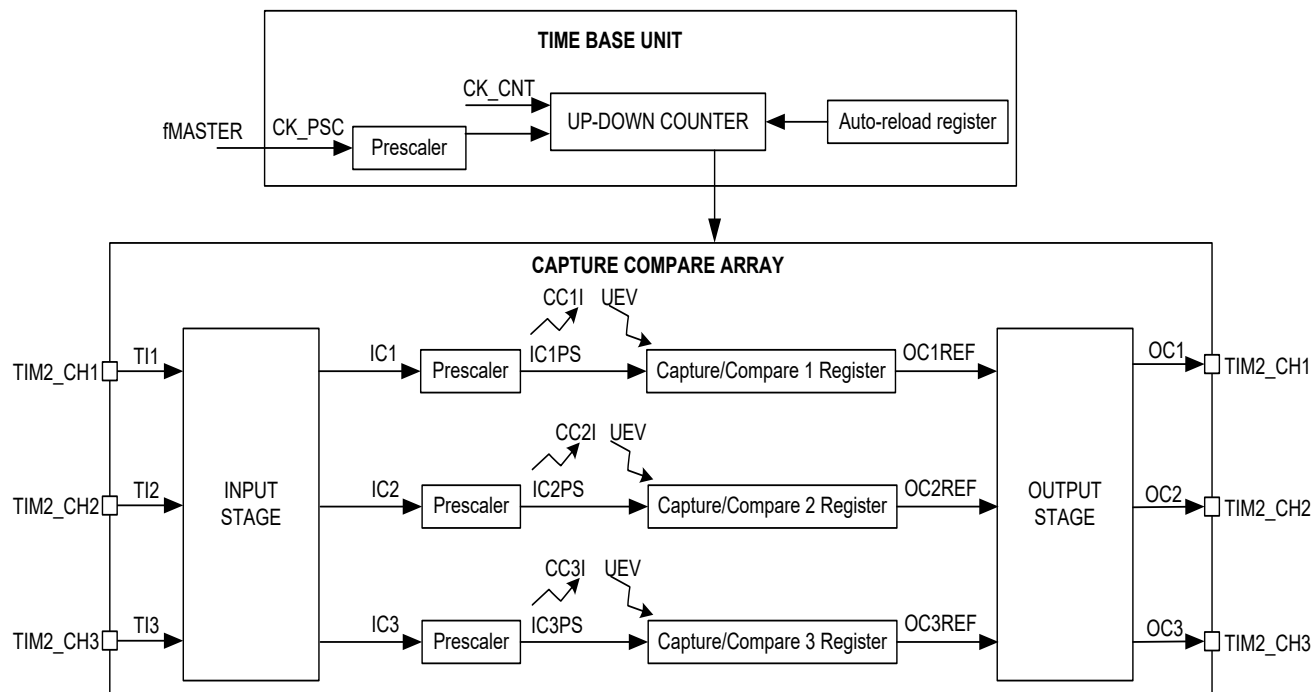 TIME BASE UNIT
CK_CNT
fMASTER
CK_PSC
Prescaler
UP-DOWN COUNTER
Auto-reload register
CAPTURE COMPARE ARRAY
CC1I
UEV
TIM2_CH1
TI1
IC1
Prescaler
IC1PS
Capture/Compare 1 Register
OC1REF
OC1
TIM2_CH1
CC2I
UEV
TIM2_CH2
TI2
INPUT
STAGE
IC2
Prescaler
IC2PS
Capture/Compare 2 Register
OC2REF
OUTPUT
STAGE
OC2
TIM2_CH2
CC3I
UEV
TIM2_CH3
TI3
IC3
Prescaler
IC3PS
Capture/Compare 3 Register
OC3REF
OC3
TIM2_CH3